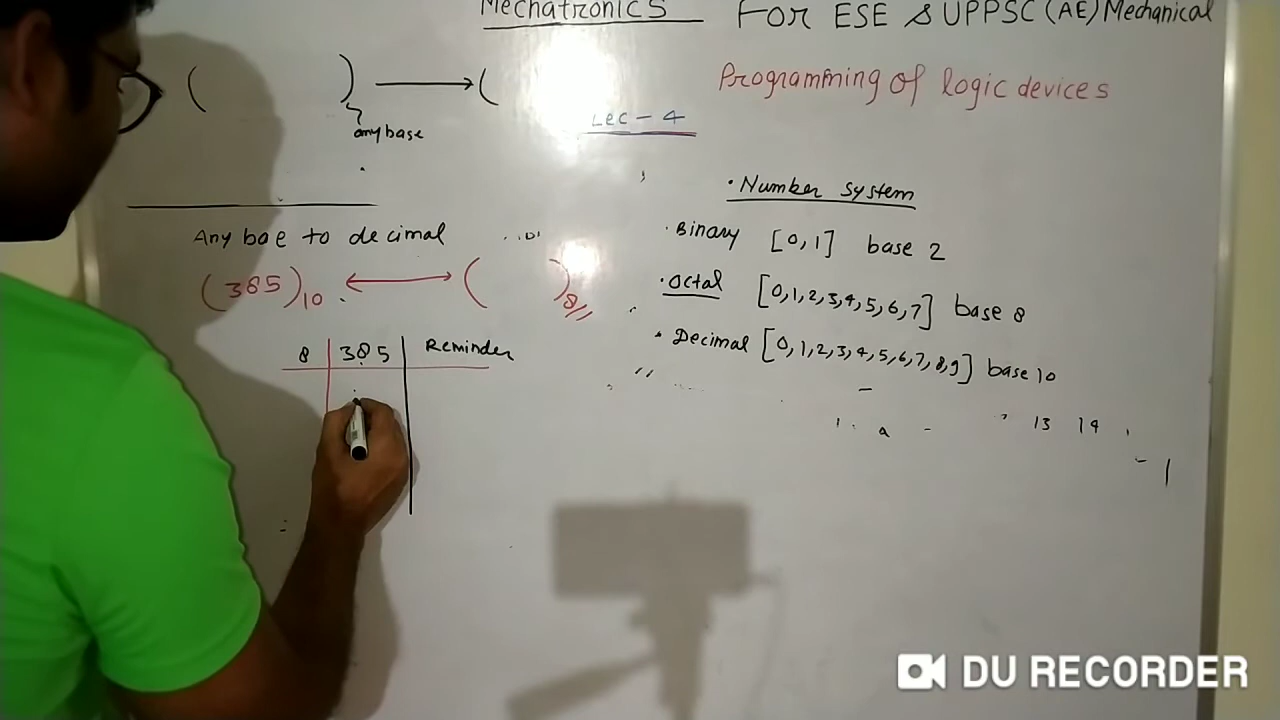 Mechatronics For ESE & UPPSC (AE) Mechanical
Programming of logic devices
Lec - 4
( ) → (
any base
Number System
Any bae to decimal
Binary [0,1] base 2
(385)10 ↔ ( )8
Octal [0,1,2,3,4,5,6,7] base 8
Decimal [0,1,2,3,4,5,6,7,8,9] base 10
8 385 Reminder
13 14
DU RECORDER